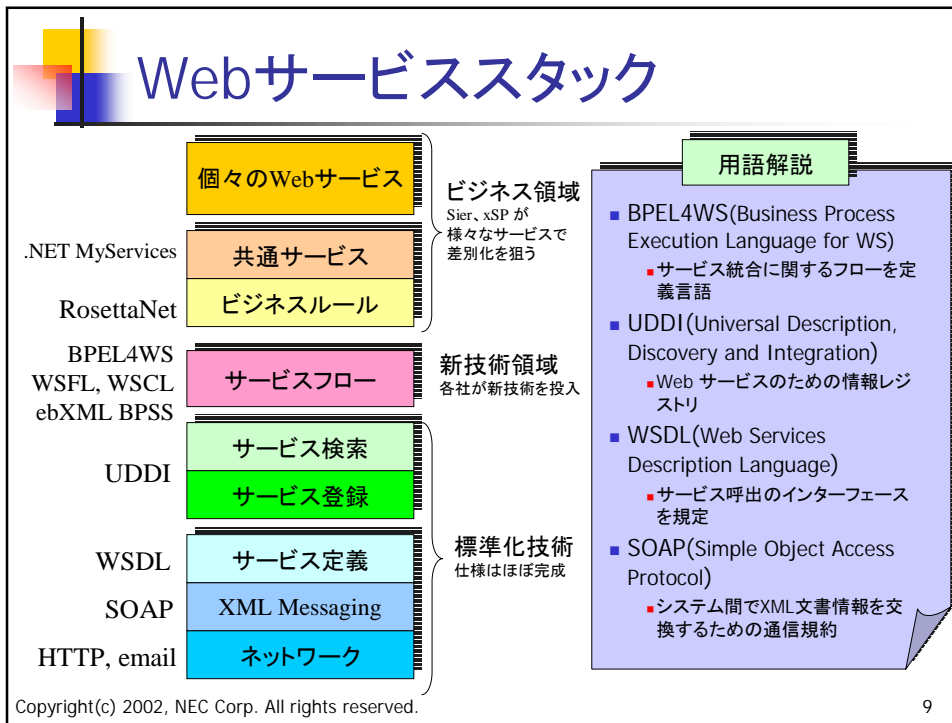 Webサービススタック
個々のWebサービス
ビジネス領域
Sier、xSP が
様々なサービスで
差別化を狙う
.NET MyServices
共通サービス
RosettaNet
ビジネスルール
BPEL4WS
WSFL, WSCL
ebXML BPSS
サービスフロー
新技術領域
各社が新技術を投入
UDDI
サービス検索
サービス登録
WSDL
サービス定義
標準化技術
仕様はほぼ完成
SOAP
XML Messaging
HTTP, email
ネットワーク
用語解説
BPEL4WS(Business Process
Execution Language for WS)
サービス統合に関するフローを定
義言語
UDDI(Universal Description,
Discovery and Integration)
Web サービスのための情報レジ
ストリ
WSDL(Web Services
Description Language)
サービス呼出のインターフェース
を規定
SOAP(Simple Object Access
Protocol)
システム間でXML文書情報を交
換するための通信規約
Copyright(c) 2002, NEC Corp. All rights reserved.
9